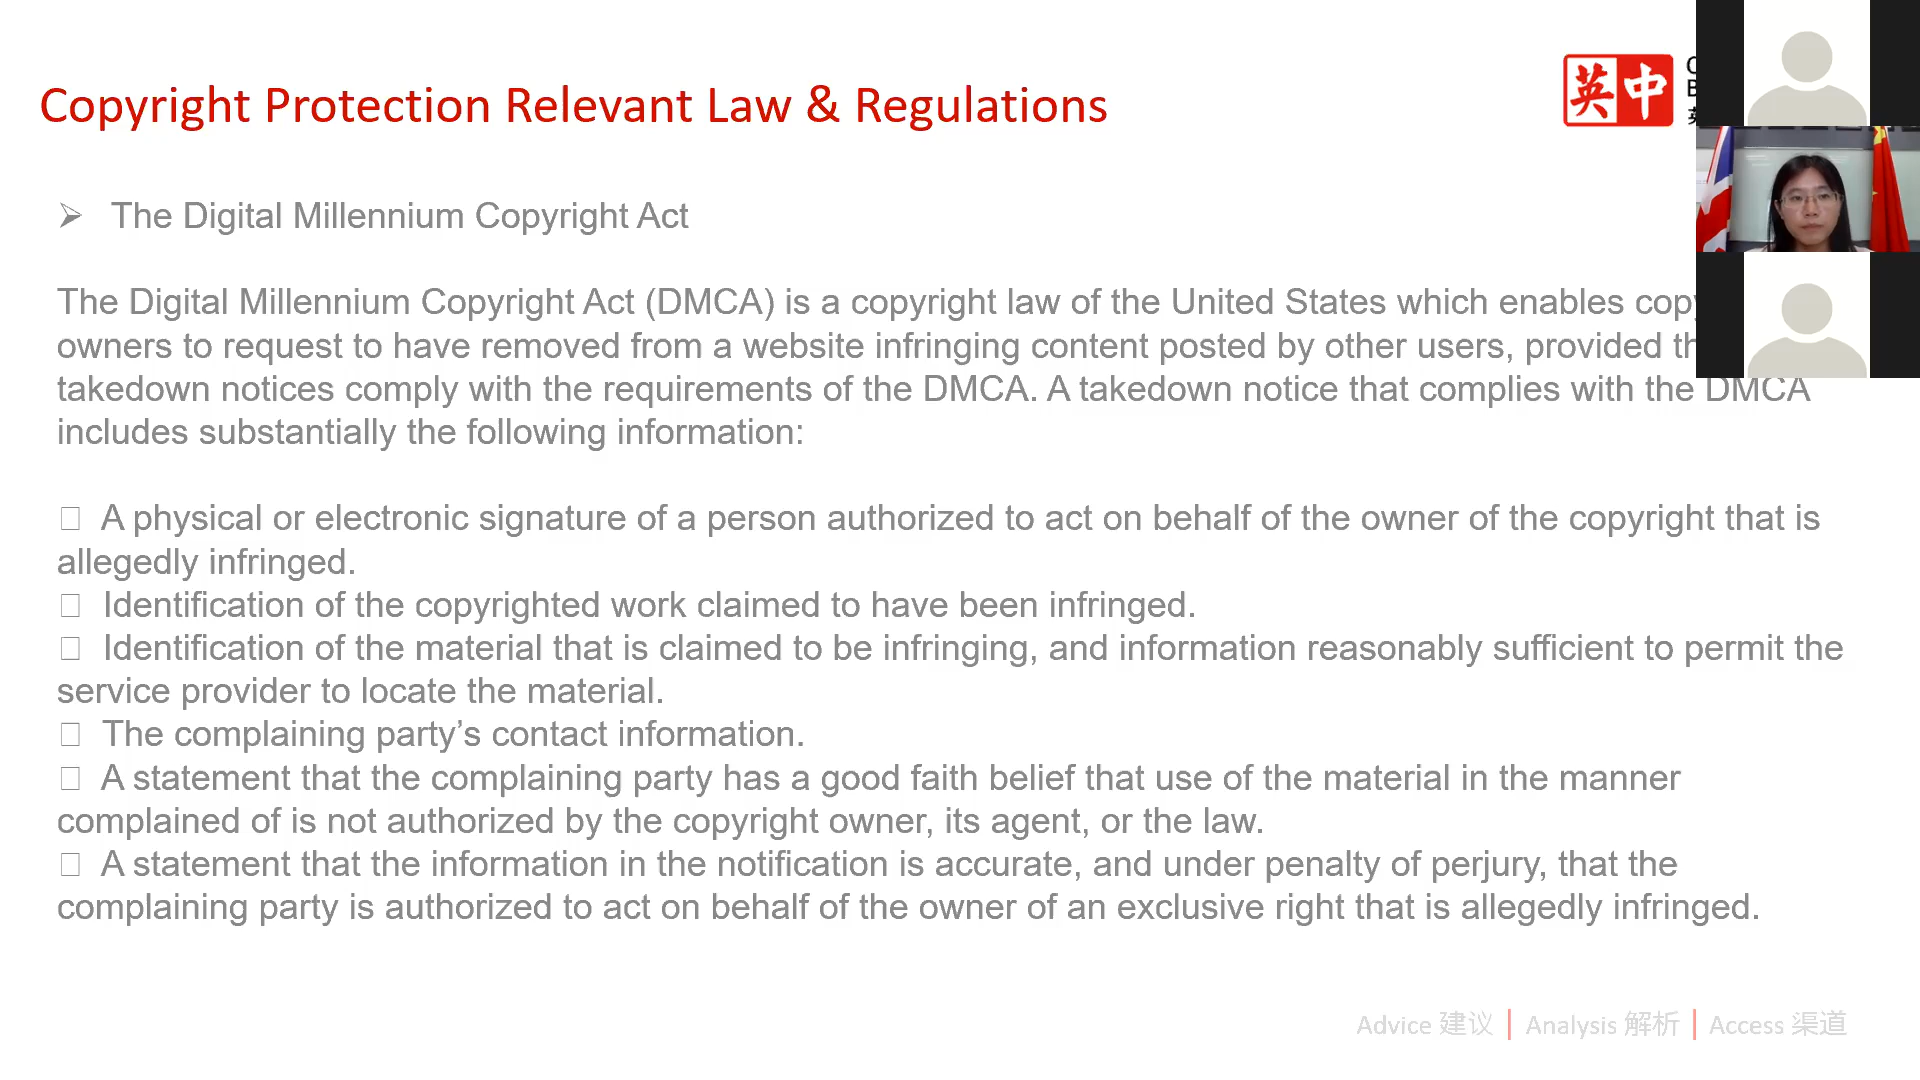 Copyright Protection Relevant Law & Regulations
英中
➢ The Digital Millennium Copyright Act
The Digital Millennium Copyright Act (DMCA) is a copyright law of the United States which enables
owners to request to have removed from a website infringing content posted by other users, provided
takedown notices comply with the requirements of the DMCA. A takedown notice that complies with the DMCA
includes substantially the following information:
□ A physical or electronic signature of a person authorized to act on behalf of the owner of the copyright that is
allegedly infringed.
□ Identification of the copyrighted work claimed to have been infringed.
□ Identification of the material that is claimed to be infringing, and information reasonably sufficient to permit the
service provider to locate the material.
□ The complaining party’s contact information.
□ A statement that the complaining party has a good faith belief that use of the material in the manner
complained of is not authorized by the copyright owner, its agent, or the law.
□ A statement that the information in the notification is accurate, and under penalty of perjury, that the
complaining party is authorized to act on behalf of the owner of an exclusive right that is allegedly infringed.
Advice 建议 | Analysis 解析 | Access 渠道